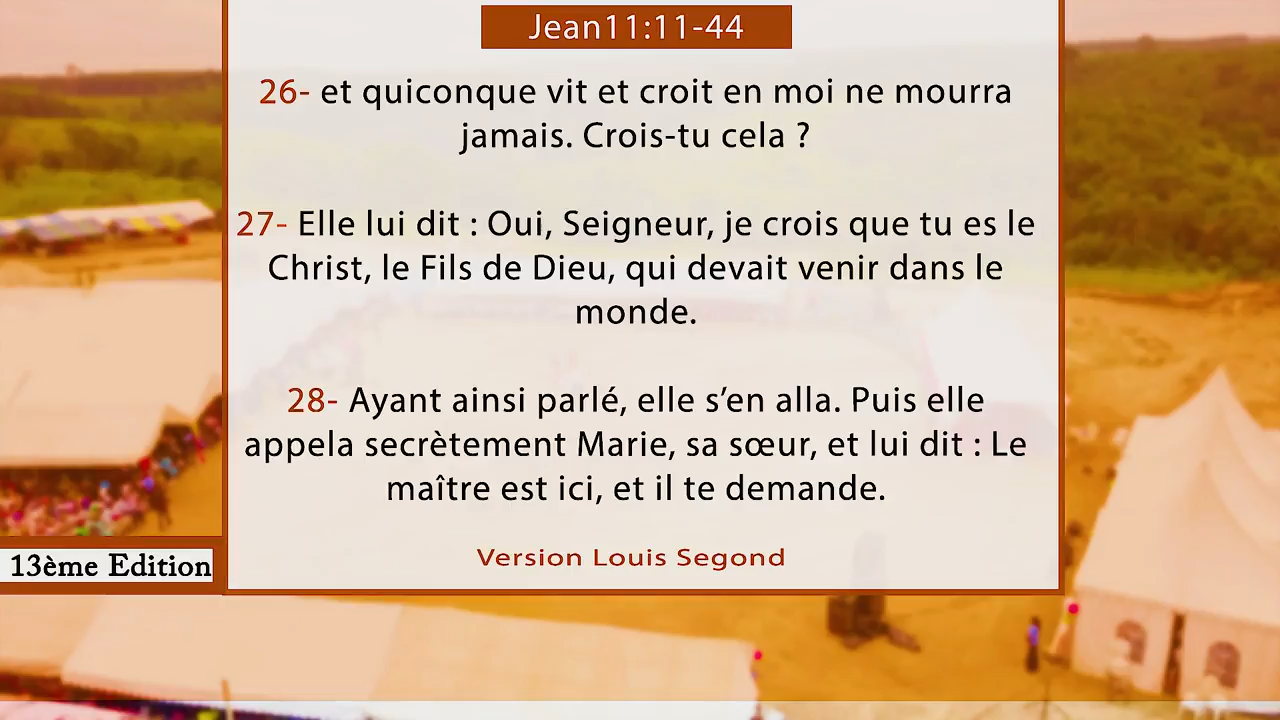 Jean11:11-44
26- et quiconque vit et croit en moi ne mourra
jamais. Crois-tu cela ?
27- Elle lui dit : Oui, Seigneur, je crois que tu es le
Christ, le Fils de Dieu, qui devait venir dans le
monde.
28- Ayant ainsi parlé, elle s’en alla. Puis elle
appela secrètement Marie, sa sœur, et lui dit : Le
maître est ici, et il te demande.
Version Louis Segond
13ème Edition